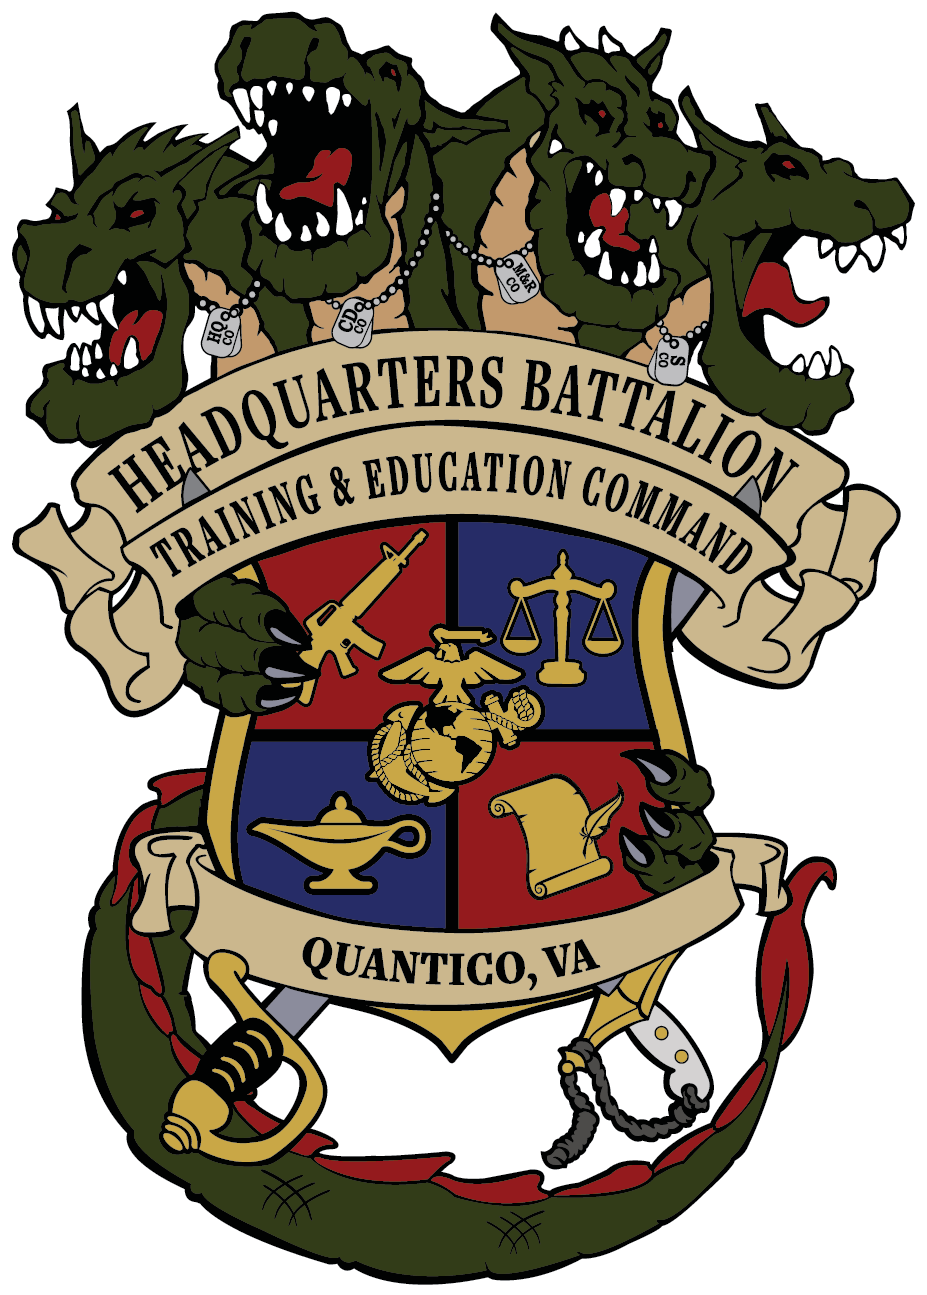 HQ
CO
CD
CO
M&R
CO
S
CO
HEADQUARTERS BATTALION
TRAINING & EDUCATION COMMAND
QUANTICO, VA